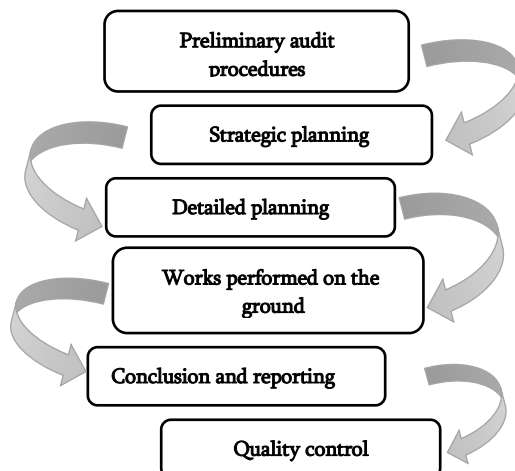 Preliminary audit
procedures
Strategic planning
Detailed planning
Works performed on the
ground
Conclusion and reporting
Quality control